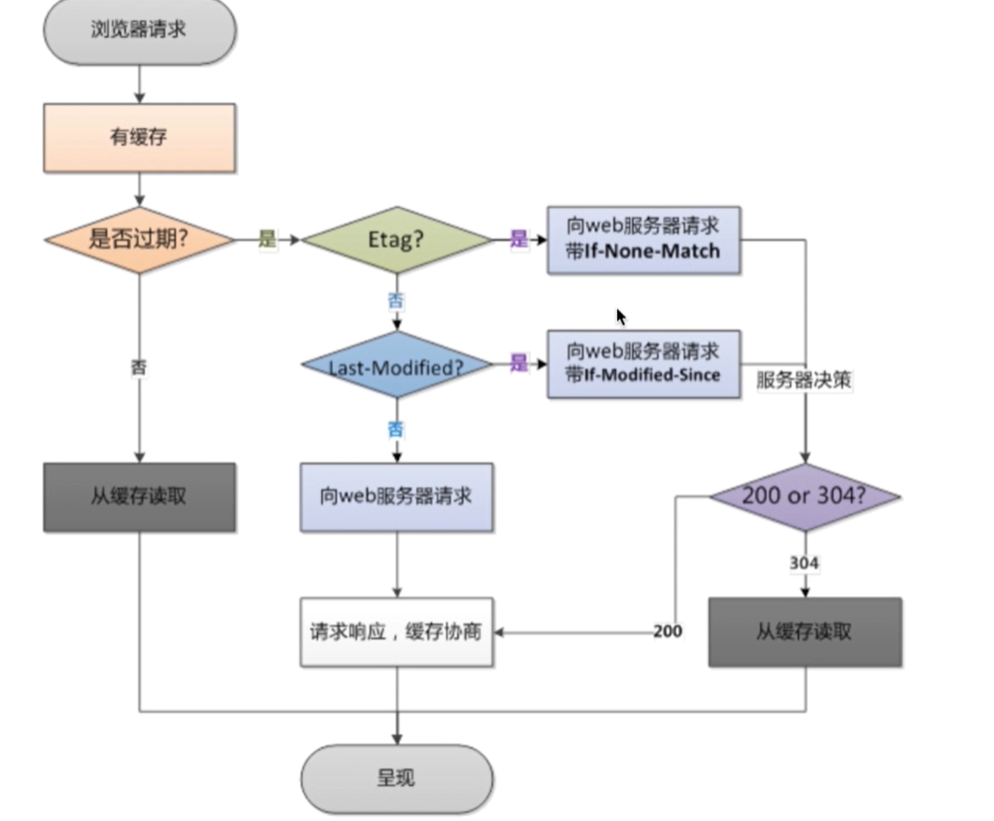 浏览器请求
有缓存
是否过期?
是
Etag?
是
向web服务器请求
带If-None-Match
否
否
Last-Modified?
是
向web服务器请求
带If-Modified-Since
服务器决策
否
从缓存读取
向web服务器请求
200 or 304?
304
请求响应，缓存协商
200
从缓存读取
呈现